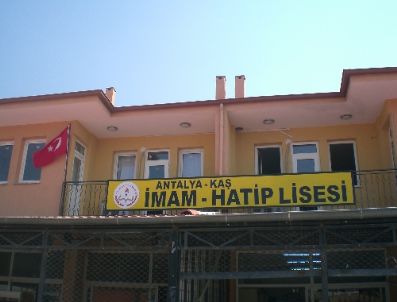 ANTALYA - KAŞ
İMAM - HATİP LİSESİ